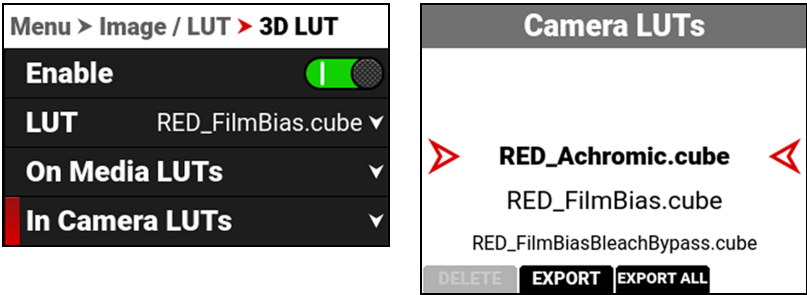 Menu > Image / LUT > 3D LUT
Enable
LUT RED_FilmBias.cube
On Media LUTs
In Camera LUTs
Camera LUTs
RED_Achromic.cube
RED_FilmBias.cube
RED_FilmBiasBleachBypass.cube
DELETE EXPORT EXPORT ALL